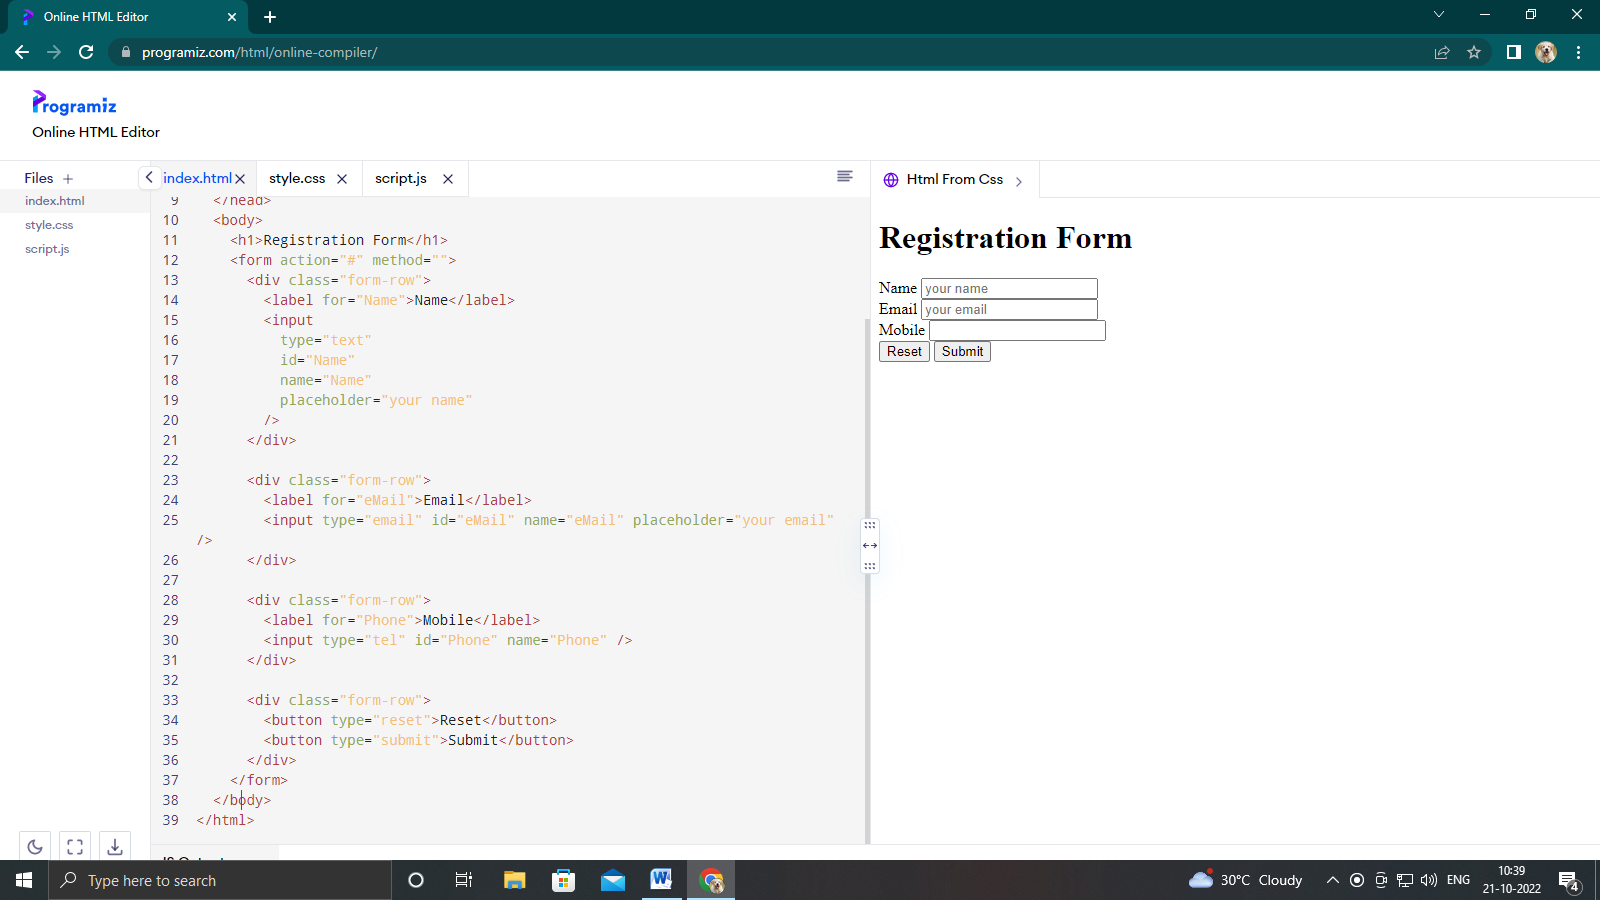 Online HTML Editor
programiz.com/html/online-compiler/
Programiz
Online HTML Editor
Files +
index.html
style.css
script.js
index.html
style.css
script.js
9 </head>
10 <body>
11 <h1>Registration Form</h1>
12 <form action="#" method="">
13 <div class="form-row">
14 <label for="Name">Name</label>
15 <input
16 type="text"
17 id="Name"
18 name="Name"
19 placeholder="your name"
20 />
21 </div>
22
23 <div class="form-row">
24 <label for="eMail">Email</label>
25 <input type="email" id="eMail" name="eMail" placeholder="your email"
/>
26 </div>
27
28 <div class="form-row">
29 <label for="Phone">Mobile</label>
30 <input type="tel" id="Phone" name="Phone" />
31 </div>
32
33 <div class="form-row">
34 <button type="reset">Reset</button>
35 <button type="submit">Submit</button>
36 </div>
37 </form>
38 </body>
39 </html>
Html From Css
Registration Form
Name your name
Email your email
Mobile
Reset Submit
Type here to search
W
30°C Cloudy
ENG
10:39
21-10-2022
4